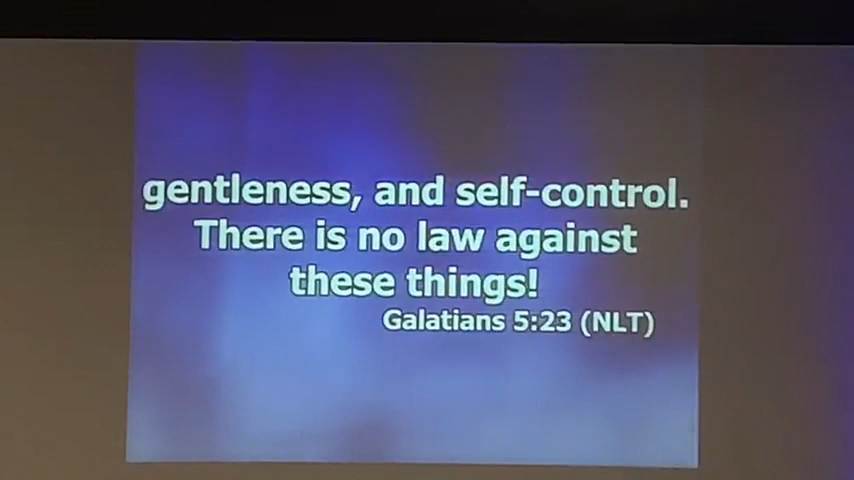 gentleness, and self-control.
There is no law against
these things!
Galatians 5:23 (NLT)